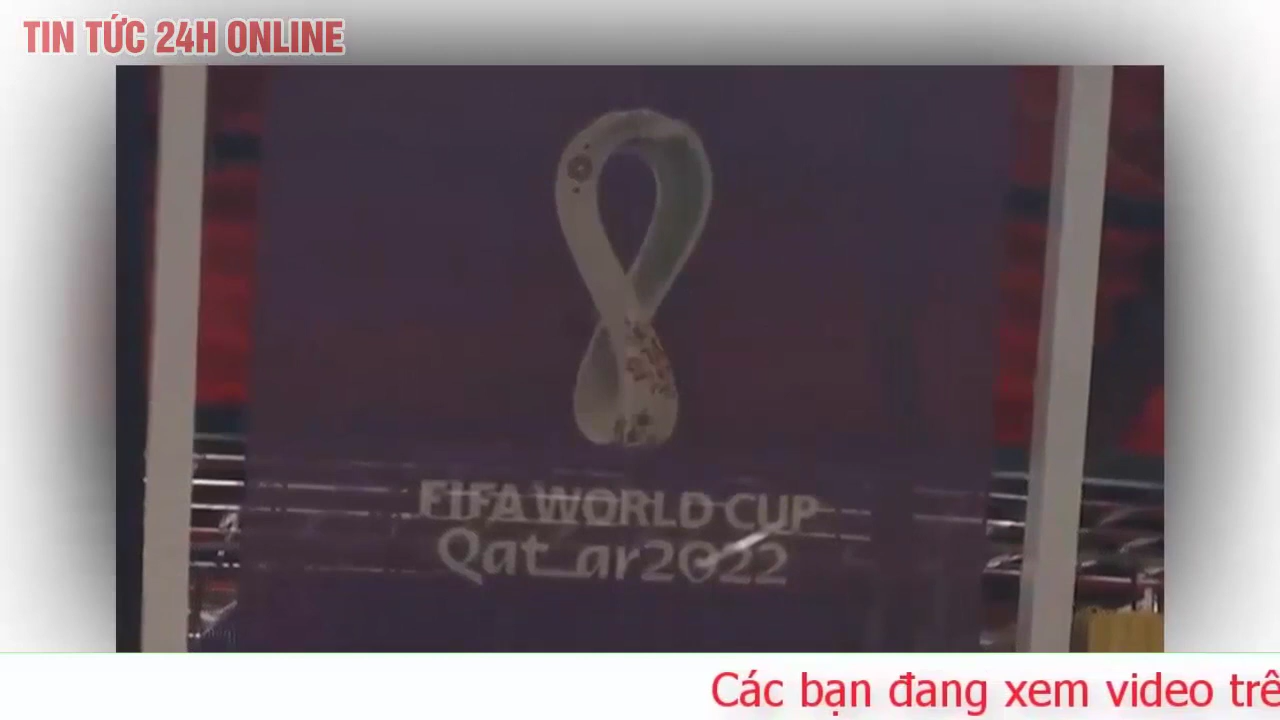 TIN TỨC 24H ONLINE
FIFA WORLD CUP
Qatar2022
Các bạn đang xem video trê